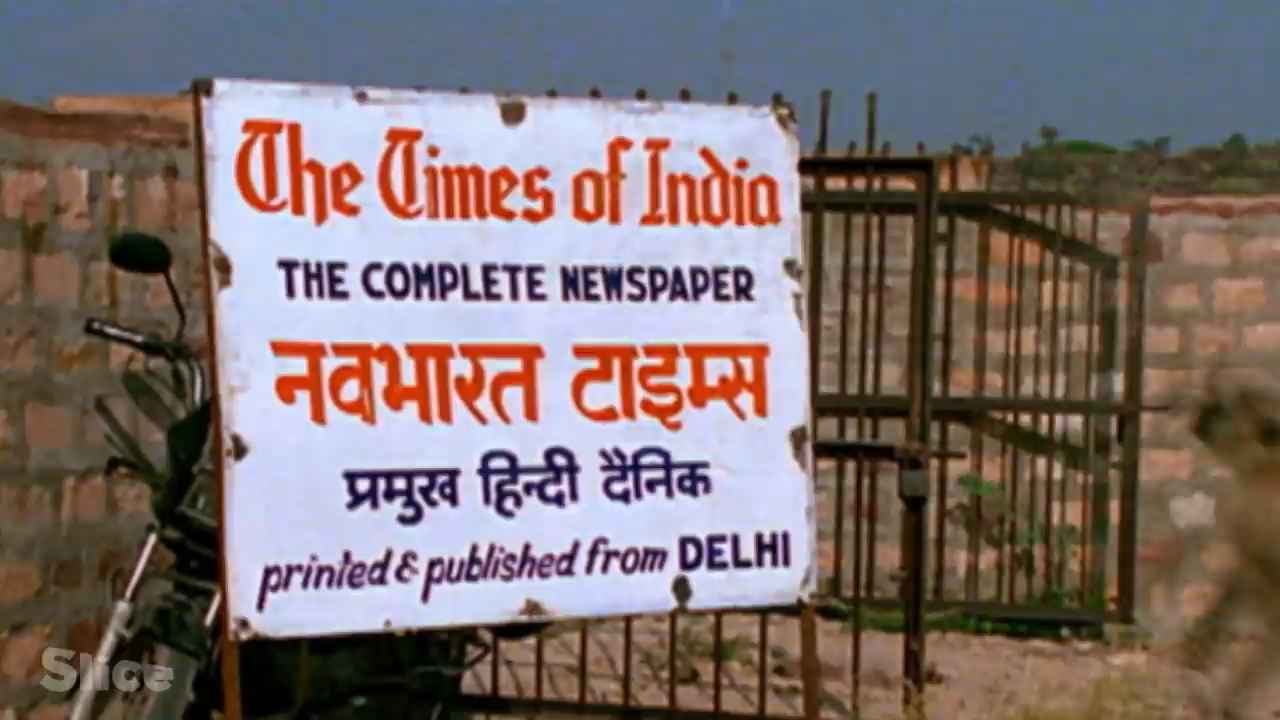 The Times of India
THE COMPLETE NEWSPAPER
नवभारत टाइम्स
प्रमुख हिन्दी दैनिक
printed & published from DELHI
Slice